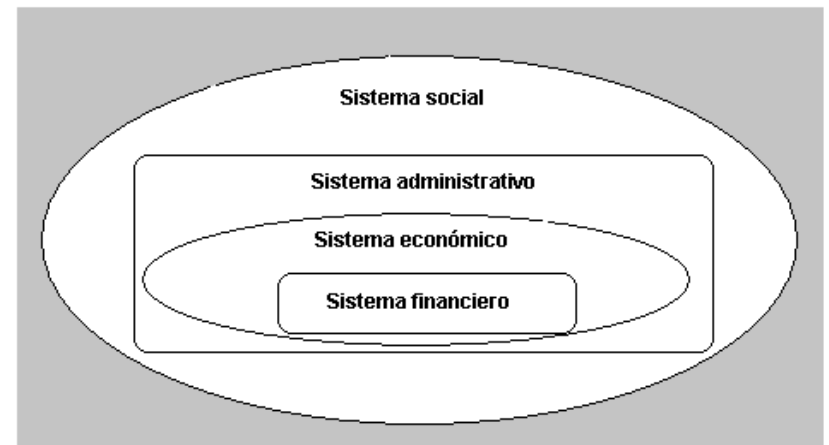 Sistema social
Sistema administrativo
Sistema económico
Sistema financiero